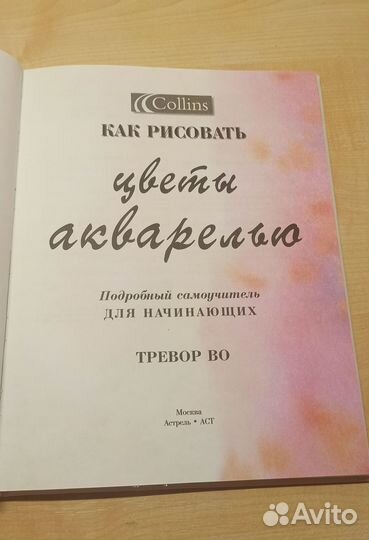 Collins
КАК РИСОВАТЬ
цветы
акварелью
Подробный самоучитель
ДЛЯ НАЧИНАЮЩИХ
ТРЕВОР ВО
Москва
Астрель • АСТ
Avito